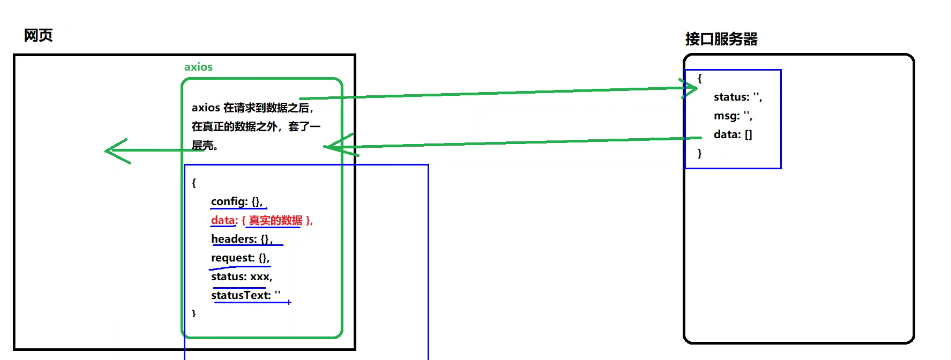 网页
接口服务器
axios
axios 在请求到数据之后，
在真正的数据之外，套了一
层壳。
{
config: {},
data: { 真实的数据 },
headers: {},
request: {},
status: xxx,
statusText: ''
}
{
status: '',
msg: '',
data: []
}